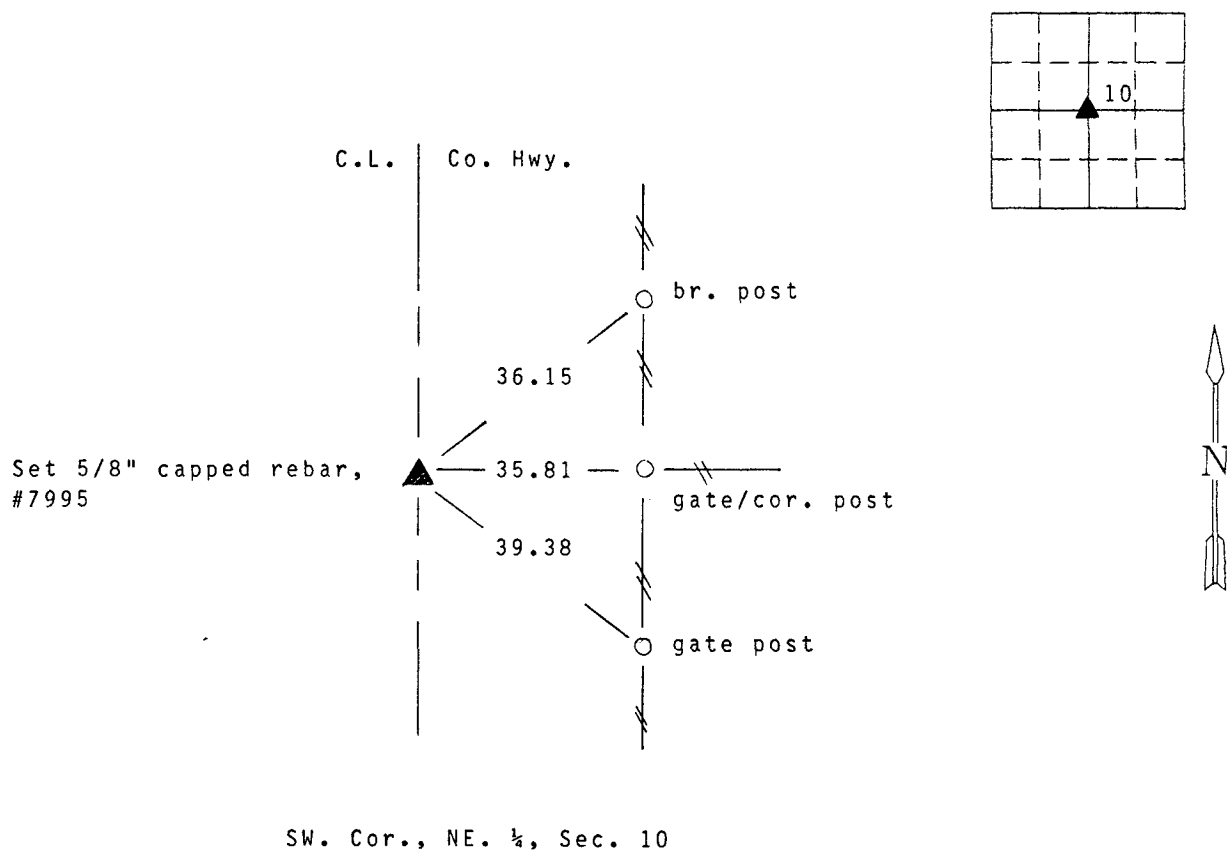 10
C.L. Co. Hwy.
br. post
36.15
Set 5/8" capped rebar,
#7995
35.81
gate/cor. post
N
39.38
gate post
SW. Cor., NE. ¼, Sec. 10